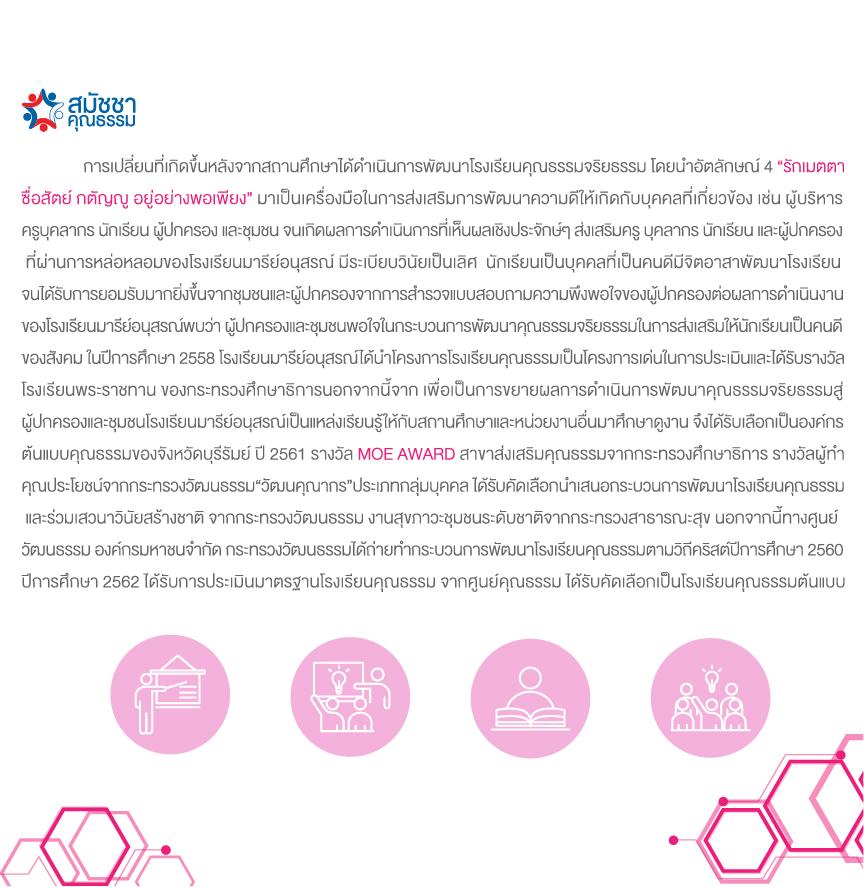 สมัชชา
คุณธรรม
การเปลี่ยนที่เกิดขึ้นหลังจากสถานศึกษาได้ดำเนินการพัฒนาโรงเรียนคุณธรรมจริยธรรม โดยนำอัตลักษณ์ 4 “รักเมตตา
ซื่อสัตย์ กตัญญู อยู่อย่างพอเพียง” มาเป็นเครื่องมือในการส่งเสริมการพัฒนาความดีให้เกิดกับบุคคลที่เกี่ยวข้อง เช่น ผู้บริหาร
ครูบุคลากร นักเรียน ผู้ปกครอง และชุมชน จนเกิดผลการดำเนินการที่เห็นผลเชิงประจักษ์ๆ ส่งเสริมครู บุคลากร นักเรียน และผู้ปกครอง
ที่ผ่านการหล่อหลอมของโรงเรียนมารีย์อนุสรณ์ มีระเบียบวินัยเป็นเลิศ นักเรียนเป็นบุคคลที่เป็นคนดีมีจิตอาสาพัฒนาโรงเรียน
จนได้รับการยอมรับมากยิ่งขึ้นจากชุมชนและผู้ปกครองจากการสำรวจแบบสอบถามความพึงพอใจของผู้ปกครองต่อผลการดำเนินงาน
ของโรงเรียนมารีย์อนุสรณ์พบว่า ผู้ปกครองและชุมชนพอใจในกระบวนการพัฒนาคุณธรรมจริยธรรมในการส่งเสริมให้นักเรียนเป็นคนดี
ของสังคม ในปีการศึกษา 2558 โรงเรียนมารีย์อนุสรณ์ได้นำโครงการโรงเรียนคุณธรรมเป็นโครงการเด่นในการประเมินและได้รับรางวัล
โรงเรียนพระราชทาน ของกระทรวงศึกษาธิการนอกจากนี้จาก เพื่อเป็นการขยายผลการดำเนินการพัฒนาคุณธรรมจริยธรรมสู่
ผู้ปกครองและชุมชนโรงเรียนมารีย์อนุสรณ์เป็นแหล่งเรียนรู้ให้กับสถานศึกษาและหน่วยงานอื่นมาศึกษาดูงาน จึงได้รับเลือกเป็นองค์กร
ต้นแบบคุณธรรมของจังหวัดบุรีรัมย์ ปี 2561 รางวัล MOE AWARD สาขาส่งเสริมคุณธรรมจากกระทรวงศึกษาธิการ รางวัลผู้ทำ
คุณประโยชน์จากกระทรวงวัฒนธรรม“วัฒนคุณากร”ประเภทกลุ่มบุคคล ได้รับคัดเลือกนำเสนอกระบวนการพัฒนาโรงเรียนคุณธรรม
และร่วมเสวนาวินัยสร้างชาติ จากกระทรวงวัฒนธรรม งานสุขภาวะชุมชนระดับชาติจากกระทรวงสาธารณะสุข นอกจากนี้ทางศูนย์
วัฒนธรรม องค์กรมหาชนจำกัด กระทรวงวัฒนธรรมได้ถ่ายทำกระบวนการพัฒนาโรงเรียนคุณธรรมตามวิถีคริสต์ปีการศึกษา 2560
ปีการศึกษา 2562 ได้รับการประเมินมาตรฐานโรงเรียนคุณธรรม จากศูนย์คุณธรรม ได้รับคัดเลือกเป็นโรงเรียนคุณธรรมต้นแบบ